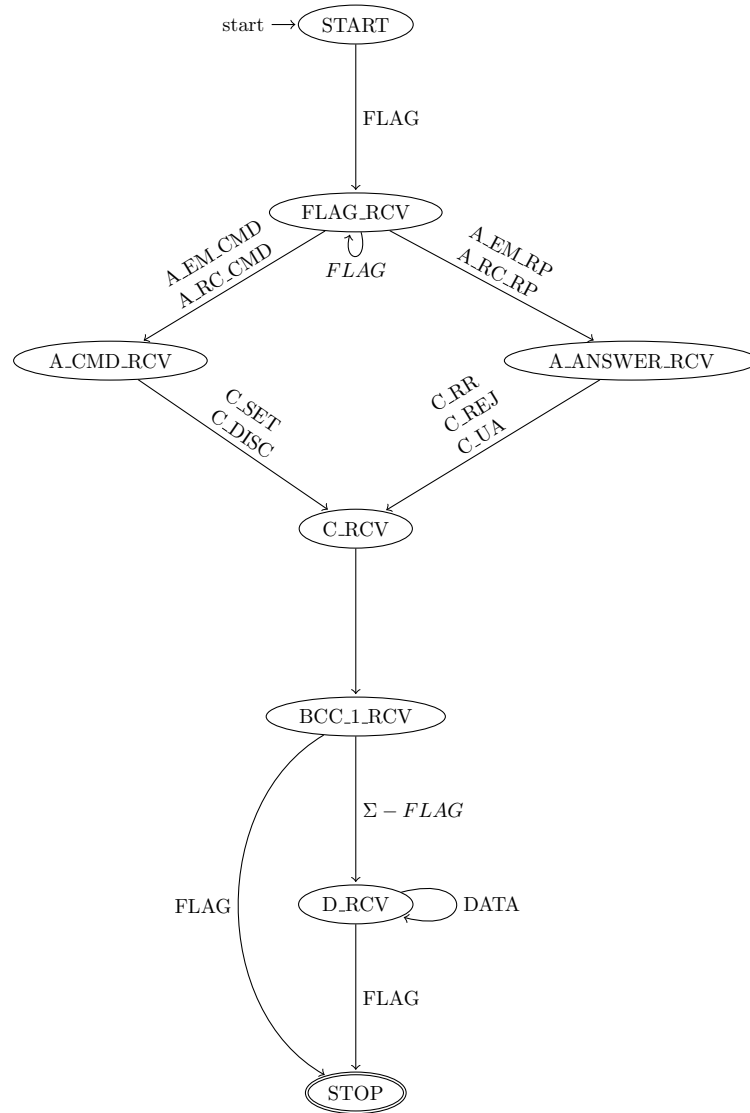 start
START
FLAG
FLAG_RCV
FLAG
A_EM_CMD
A_RC_CMD
A_EM_RP
A_RC_RP
A_CMD_RCV
A_ANSWER_RCV
C_SET
C_DISC
C_RR
C_REJ
C_UA
C_RCV
BCC_1_RCV
Σ − FLAG
FLAG
D_RCV
DATA
FLAG
STOP